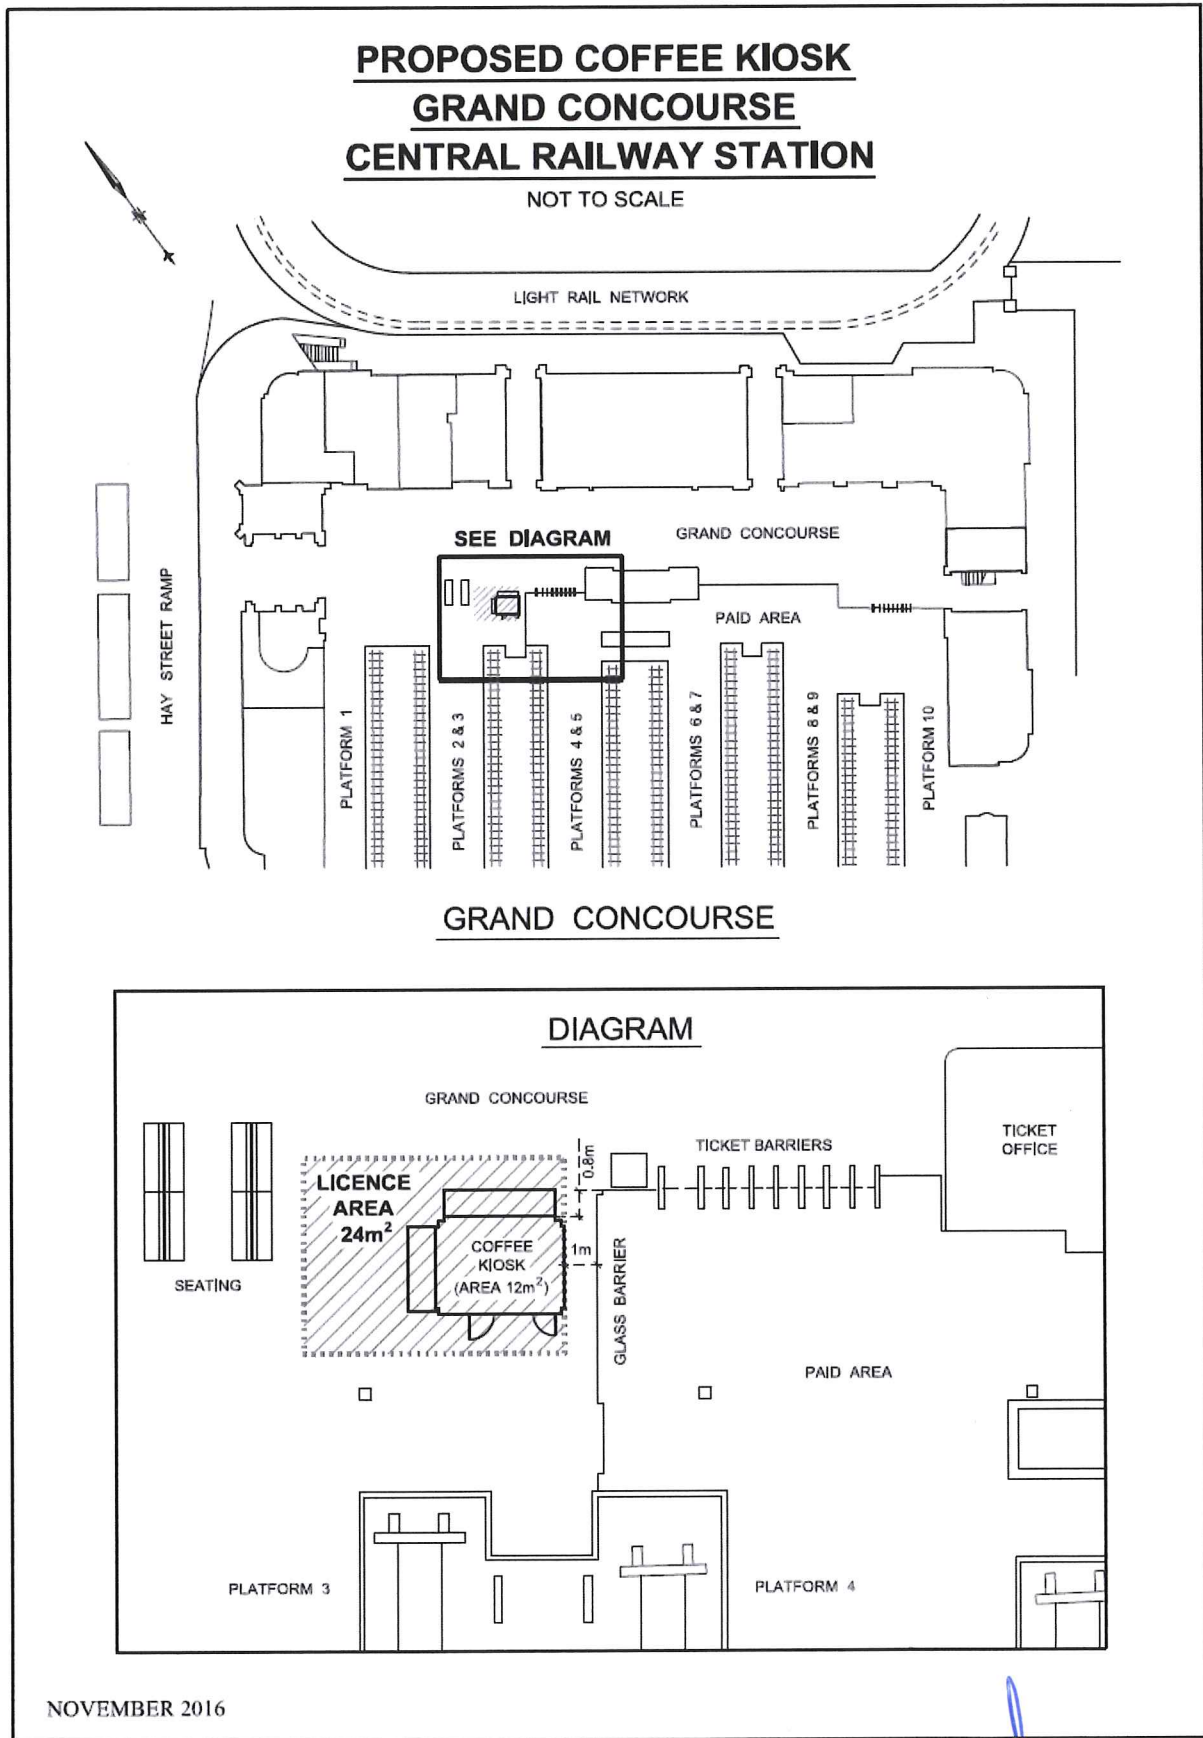 PROPOSED COFFEE KIOSK
GRAND CONCOURSE
CENTRAL RAILWAY STATION
NOT TO SCALE
LIGHT RAIL NETWORK
SEE DIAGRAM
GRAND CONCOURSE
PAID AREA
HAY STREET RAMP
PLATFORM 1
PLATFORMS 2 & 3
PLATFORMS 4 & 5
PLATFORMS 6 & 7
PLATFORMS 8 & 9
PLATFORM 10
GRAND CONCOURSE
DIAGRAM
GRAND CONCOURSE
TICKET BARRIERS
TICKET
OFFICE
0.8m
LICENCE
AREA
24m²
COFFEE
KIOSK
(AREA 12m²)
1m
GLASS BARRIER
SEATING
PAID AREA
PLATFORM 3
PLATFORM 4
NOVEMBER 2016